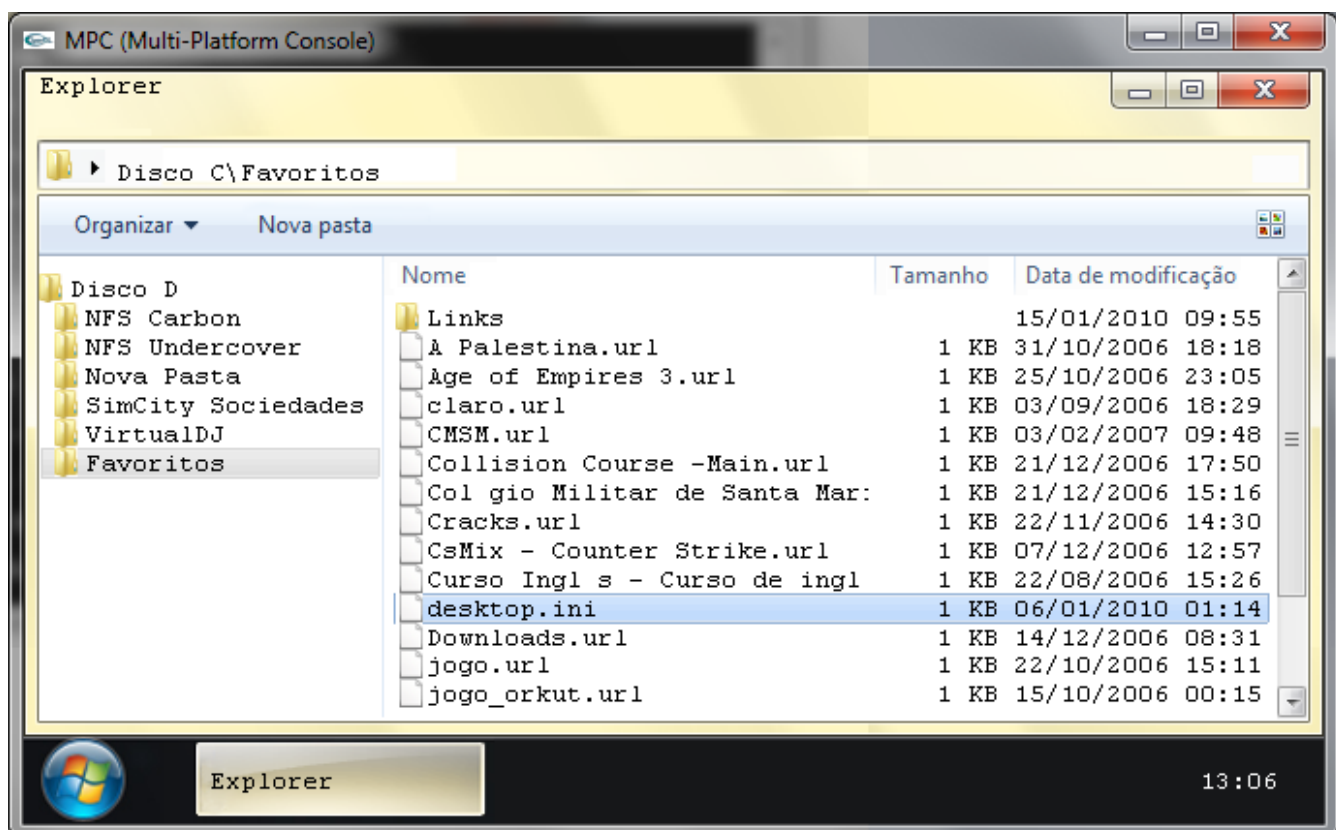 MPC (Multi-Platform Console)
Explorer
Disco C\Favoritos
Organizar Nova pasta
Disco D
NFS Carbon
NFS Undercover
Nova Pasta
SimCity Sociedades
VirtualDJ
Favoritos
Nome Tamanho Data de modificação
Links 15/01/2010 09:55
A Palestina.url 1 KB 31/10/2006 18:18
Age of Empires 3.url 1 KB 25/10/2006 23:05
claro.url 1 KB 03/09/2006 18:29
CMSM.url 1 KB 03/02/2007 09:48
Collision Course -Main.url 1 KB 21/12/2006 17:50
Col gio Militar de Santa Mar: 1 KB 21/12/2006 15:16
Cracks.url 1 KB 22/11/2006 14:30
CsMix - Counter Strike.url 1 KB 07/12/2006 12:57
Curso Ingl s - Curso de ingl 1 KB 22/08/2006 15:26
desktop.ini 1 KB 06/01/2010 01:14
Downloads.url 1 KB 14/12/2006 08:31
jogo.url 1 KB 22/10/2006 15:11
jogo_orkut.url 1 KB 15/10/2006 00:15
Explorer
13:06